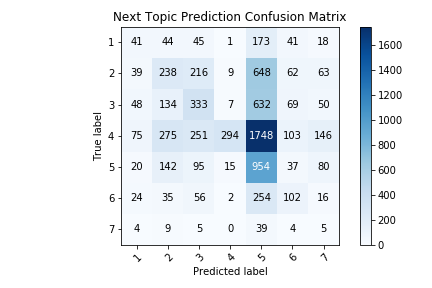 Next Topic Prediction Confusion Matrix
1 41 44 45 1 173 41 18
2 39 238 216 9 648 62 63
3 48 134 333 7 632 69 50
4 75 275 251 294 1748 103 146
5 20 142 95 15 954 37 80
6 24 35 56 2 254 102 16
7 4 9 5 0 39 4 5
1 2 3 4 5 6 7
True label
Predicted label
1600
1400
1200
1000
800
600
400
200
0